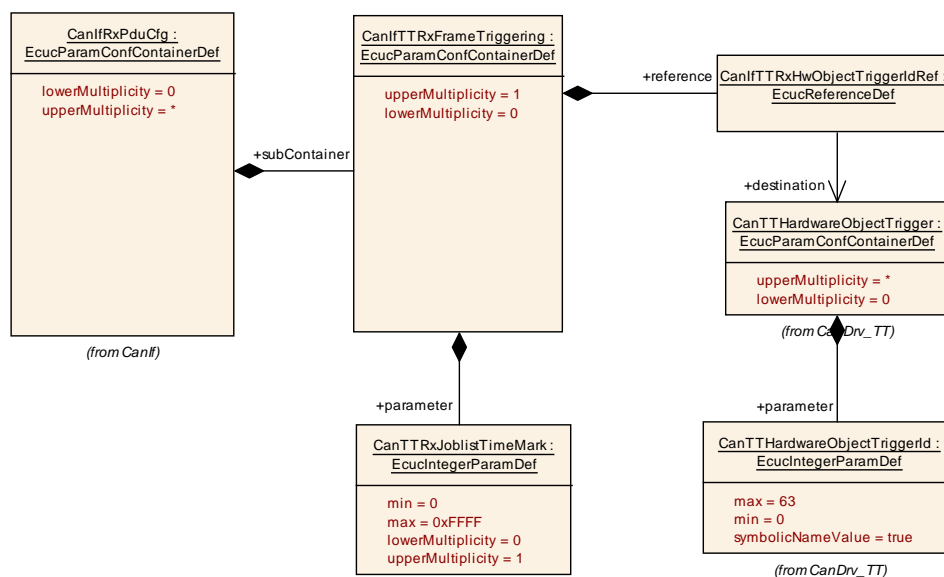 CanIfRxPduCfg :
EcucParamConfContainerDef
lowerMultiplicity = 0
upperMultiplicity = *
(from CanIf)
+subContainer
CanIfTTRxFrameTriggering :
EcucParamConfContainerDef
upperMultiplicity = 1
lowerMultiplicity = 0
+reference
CanIfTTRxHwObjectTriggerIdRef :
EcucReferenceDef
+destination
CanTTHardwareObjectTrigger :
EcucParamConfContainerDef
upperMultiplicity = *
lowerMultiplicity = 0
(from CanDrv_TT)
+parameter
CanTTRxJoblistTimeMark :
EcucIntegerParamDef
min = 0
max = 0xFFFF
lowerMultiplicity = 0
upperMultiplicity = 1
+parameter
CanTTHardwareObjectTriggerId :
EcucIntegerParamDef
max = 63
min = 0
symbolicNameValue = true
(from CanDrv_TT)